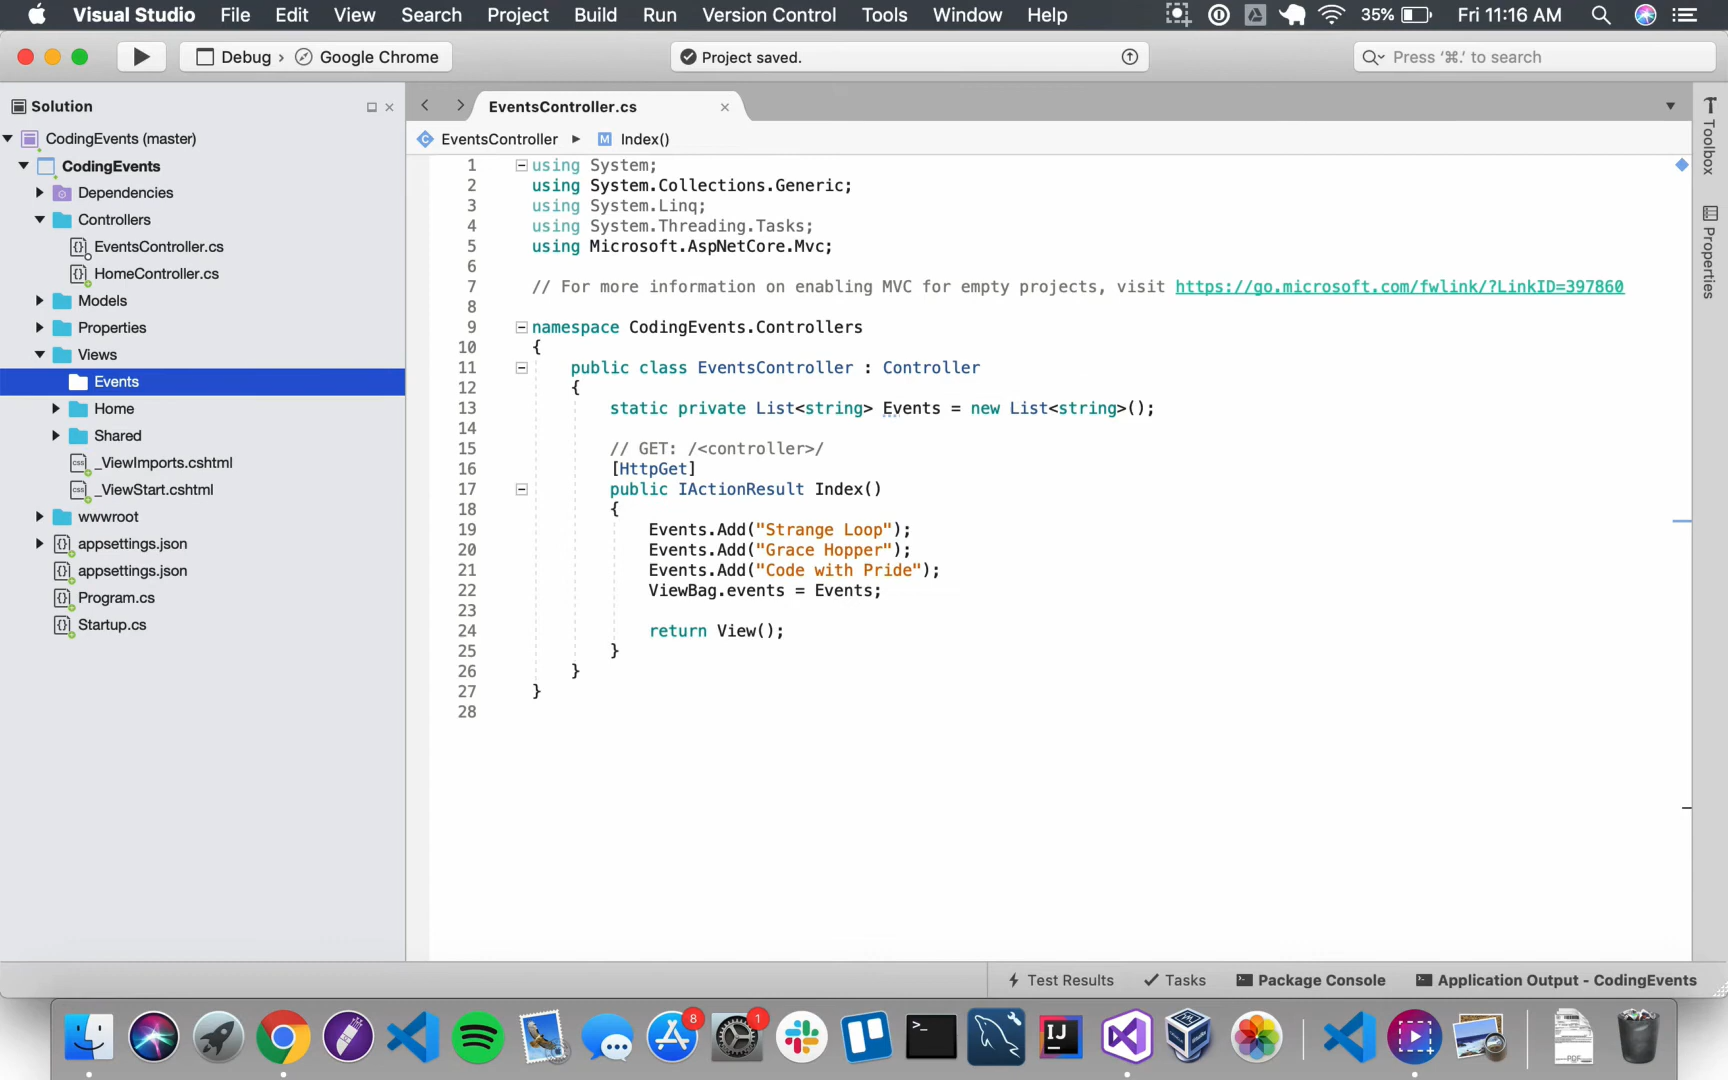 Visual Studio File Edit View Search Project Build Run Version Control Tools Window Help 35% Fri 11:16 AM
Debug › Google Chrome Project saved. Press ‘⌘.’ to search
Solution
EventsController.cs
CodingEvents (master)
CodingEvents
Dependencies
Controllers
EventsController.cs
HomeController.cs
Models
Properties
Views
Events
Home
Shared
_ViewImports.cshtml
_ViewStart.cshtml
wwwroot
appsettings.json
appsettings.json
Program.cs
Startup.cs
EventsController M Index()
1 using System;
2 using System.Collections.Generic;
3 using System.Linq;
4 using System.Threading.Tasks;
5 using Microsoft.AspNetCore.Mvc;
6
7 // For more information on enabling MVC for empty projects, visit https://go.microsoft.com/fwlink/?LinkID=397860
8
9 namespace CodingEvents.Controllers
10 {
11 public class EventsController : Controller
12 {
13 static private List<string> Events = new List<string>();
14
15 // GET: /<controller>/
16 [HttpGet]
17 public IActionResult Index()
18 {
19 Events.Add("Strange Loop");
20 Events.Add("Grace Hopper");
21 Events.Add("Code with Pride");
22 ViewBag.events = Events;
23
24 return View();
25 }
26 }
27 }
28
Toolbox
Properties
Test Results Tasks Package Console Application Output - CodingEvents
8
1
>_
IJ
PDF